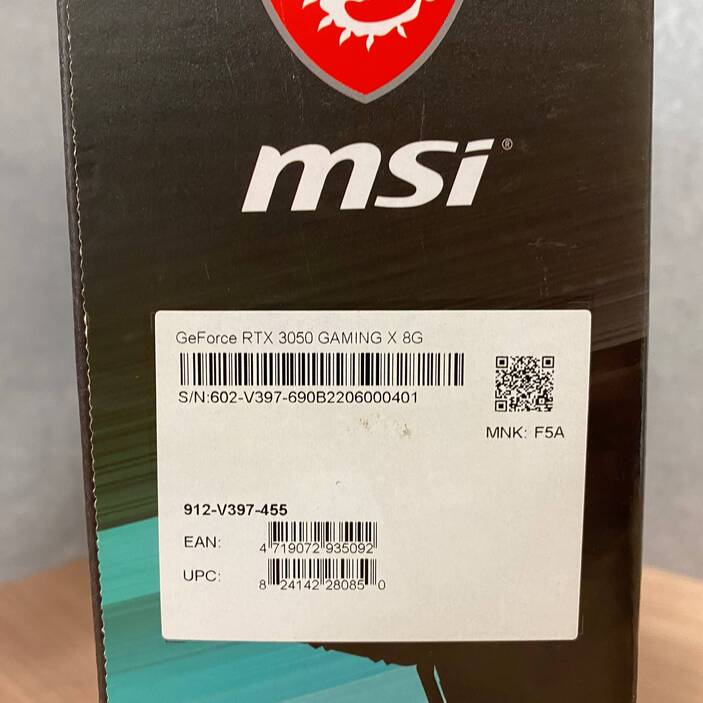 msi®
GeForce RTX 3050 GAMING X 8G
S/N:602-V397-690B2206000401
MNK: F5A
912-V397-455
EAN:
4 719072 935092
UPC:
8 24142 28085 0